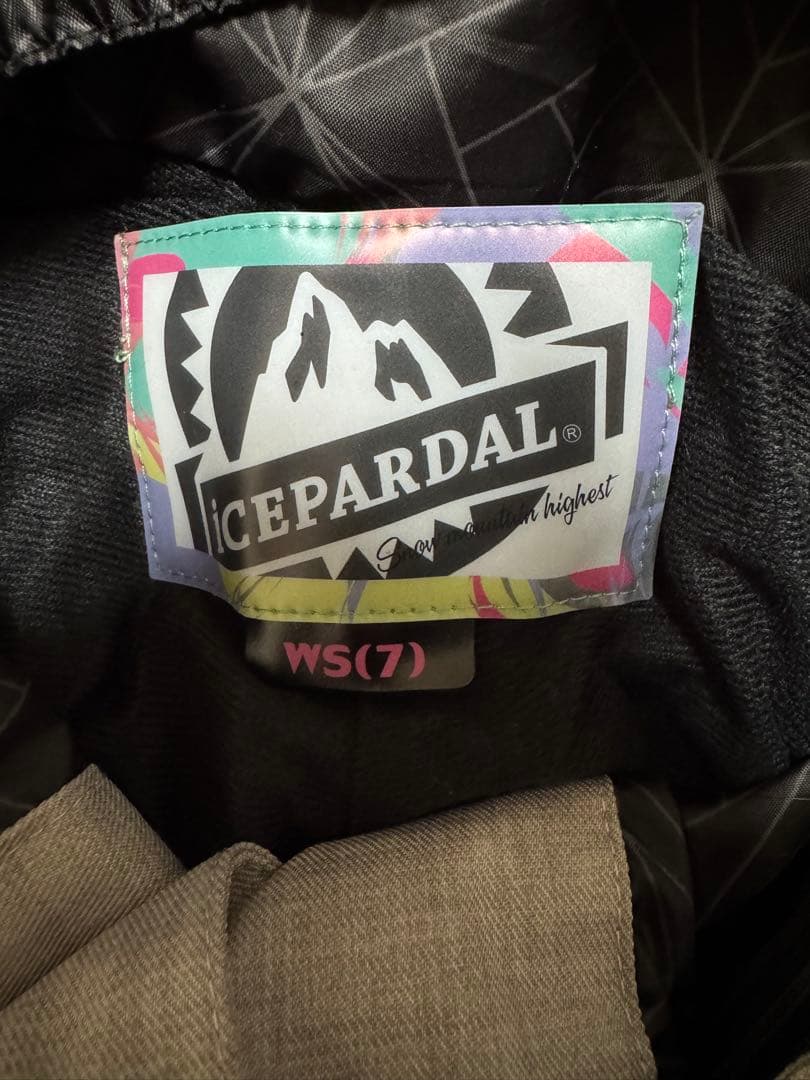 iCEPARDAL®
Snow mountain highest
WS(7)